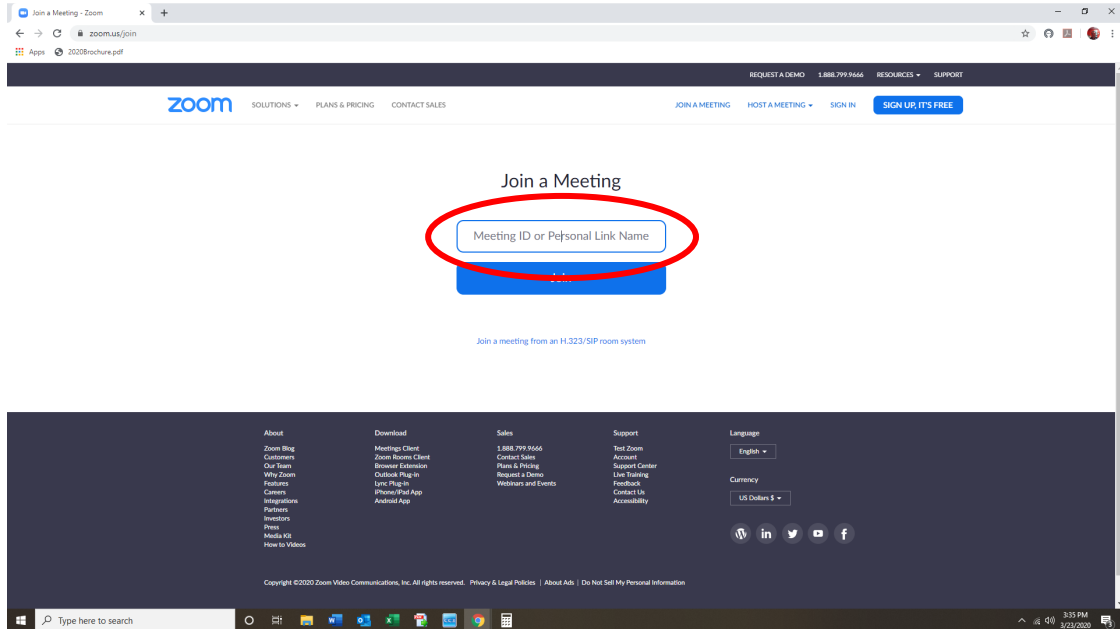 Join a Meeting - Zoom
zoom.us/join
Apps 2020Brochure.pdf
REQUEST A DEMO 1.888.799.9666 RESOURCES SUPPORT
zoom SOLUTIONS PLANS & PRICING CONTACT SALES JOIN A MEETING HOST A MEETING SIGN IN SIGN UP, IT'S FREE
Join a Meeting
Meeting ID or Personal Link Name
Join a meeting from an H.323/SIP room system
About
Zoom Blog
Customers
Our Team
Why Zoom
Features
Careers
Integrations
Partners
Investors
Press
Media Kit
How to Videos
Download
Meetings Client
Zoom Rooms Client
Browser Extension
Outlook Plug-in
Lync Plug-in
iPhone/iPad App
Android App
Sales
1.888.799.9666
Contact Sales
Plans & Pricing
Request a Demo
Webinars and Events
Support
Test Zoom
Account
Support Center
Live Training
Feedback
Contact Us
Accessibility
Language
English
Currency
US Dollars $
Copyright ©2020 Zoom Video Communications, Inc. All rights reserved. Privacy & Legal Policies | About Ads | Do Not Sell My Personal Information
Type here to search
3:35 PM
3/23/2020